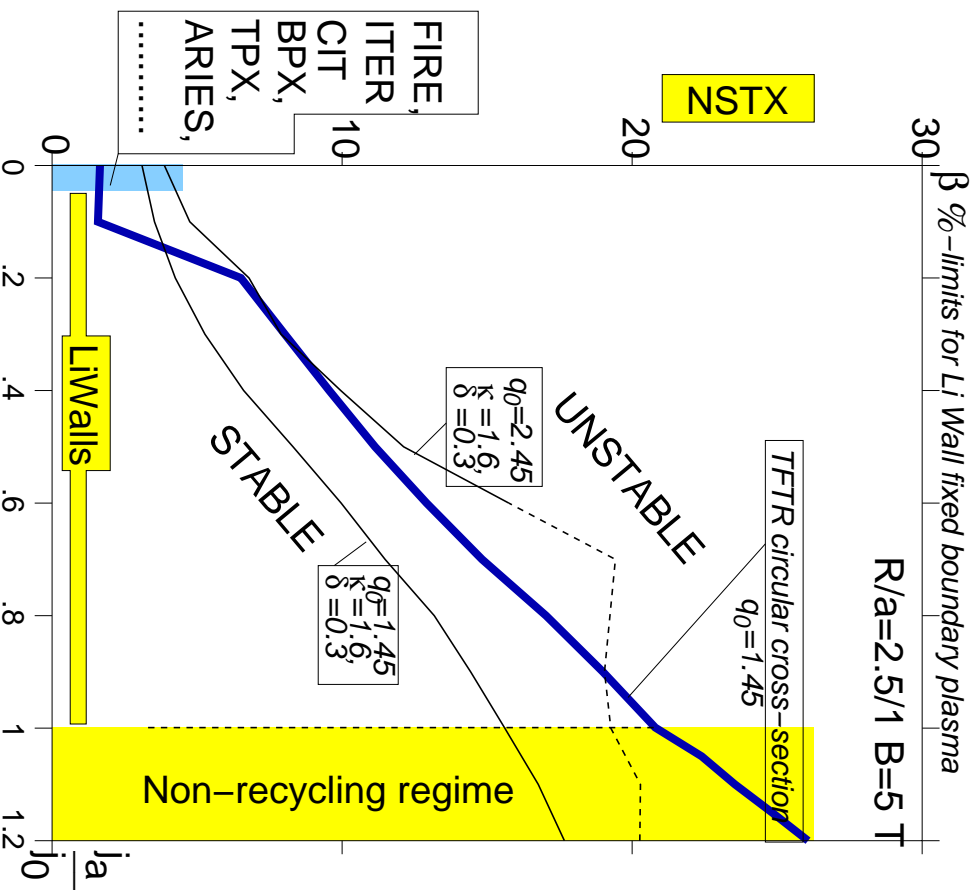 FIRE,
ITER
CIT
BPX,
TPX,
ARIES,
..........
NSTX
0
10
20
30
β %-limits for Li Wall fixed boundary plasma
R/a=2.5/1 B=5 T
TFTR circular cross-section
q0=1.45
UNSTABLE
q0=2.45
κ =1.6,
δ =0.3,
STABLE
q0=1.45
κ =1.6,
δ =0.3,
LiWalls
Non-recycling regime
0
.2
.4
.6
.8
1
1.2
ja
j0